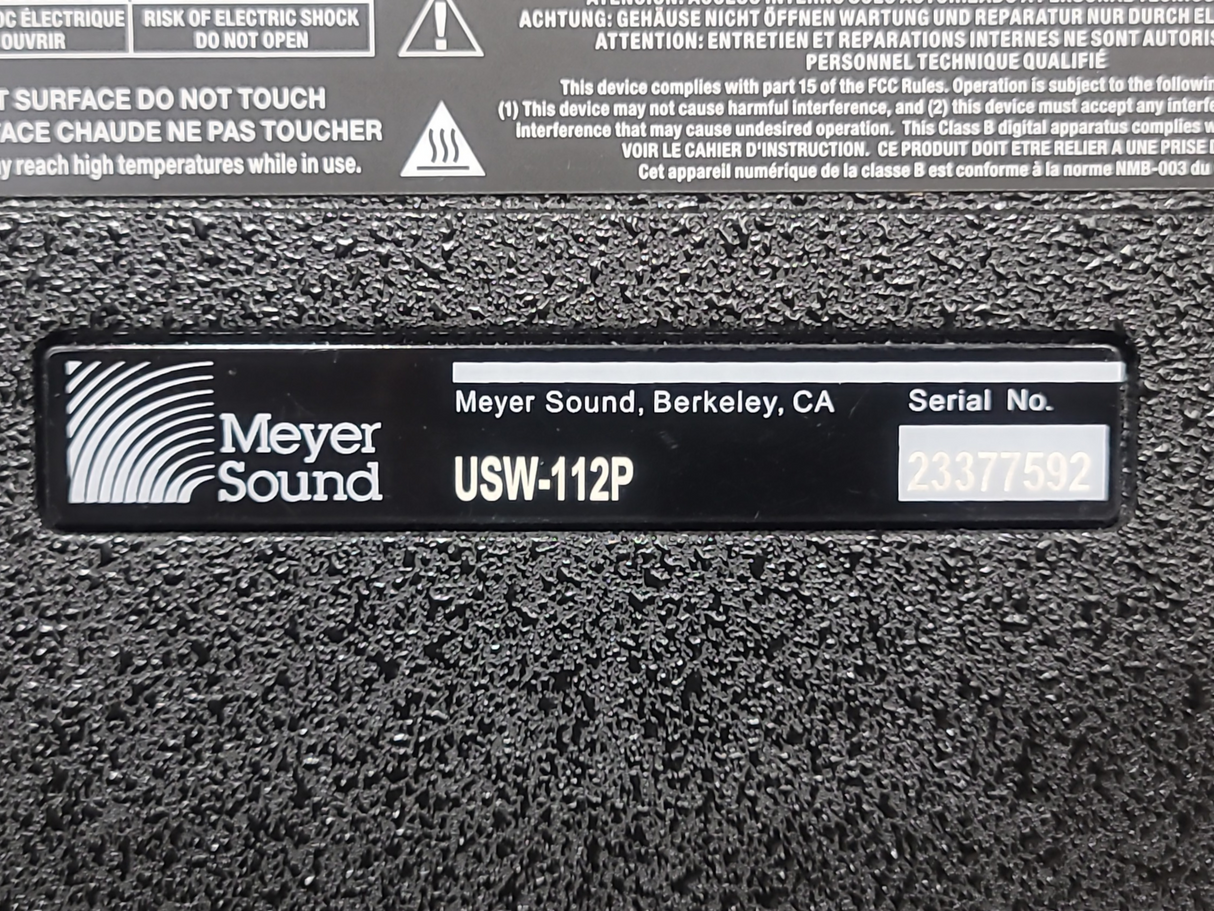 OC ÉLECTRIQUE
OUVRIR
RISK OF ELECTRIC SHOCK
DO NOT OPEN
ACHTUNG: GEHÄUSE NICHT ÖFFNEN WARTUNG UND REPARATUR NUR DURCH EL
ATTENTION: ENTRETIEN ET REPARATIONS INTERNES NE SONT AUTORIS
PERSONNEL TECHNIQUE QUALIFIÉ
T SURFACE DO NOT TOUCH
FACE CHAUDE NE PAS TOUCHER
ay reach high temperatures while in use.
This device complies with part 15 of the FCC Rules. Operation is subject to the followin
(1) This device may not cause harmful interference, and (2) this device must accept any interfe
interference that may cause undesired operation. This Class B digital apparatus complies w
VOIR LE CAHIER D'INSTRUCTION. CE PRODUIT DOIT ETRE RELIER A UNE PRISE D
Cet appareil numérique de la classe B est conforme à la norme NMB-003 du
Meyer
Sound
Meyer Sound, Berkeley, CA
USW-112P
Serial No.
23377592